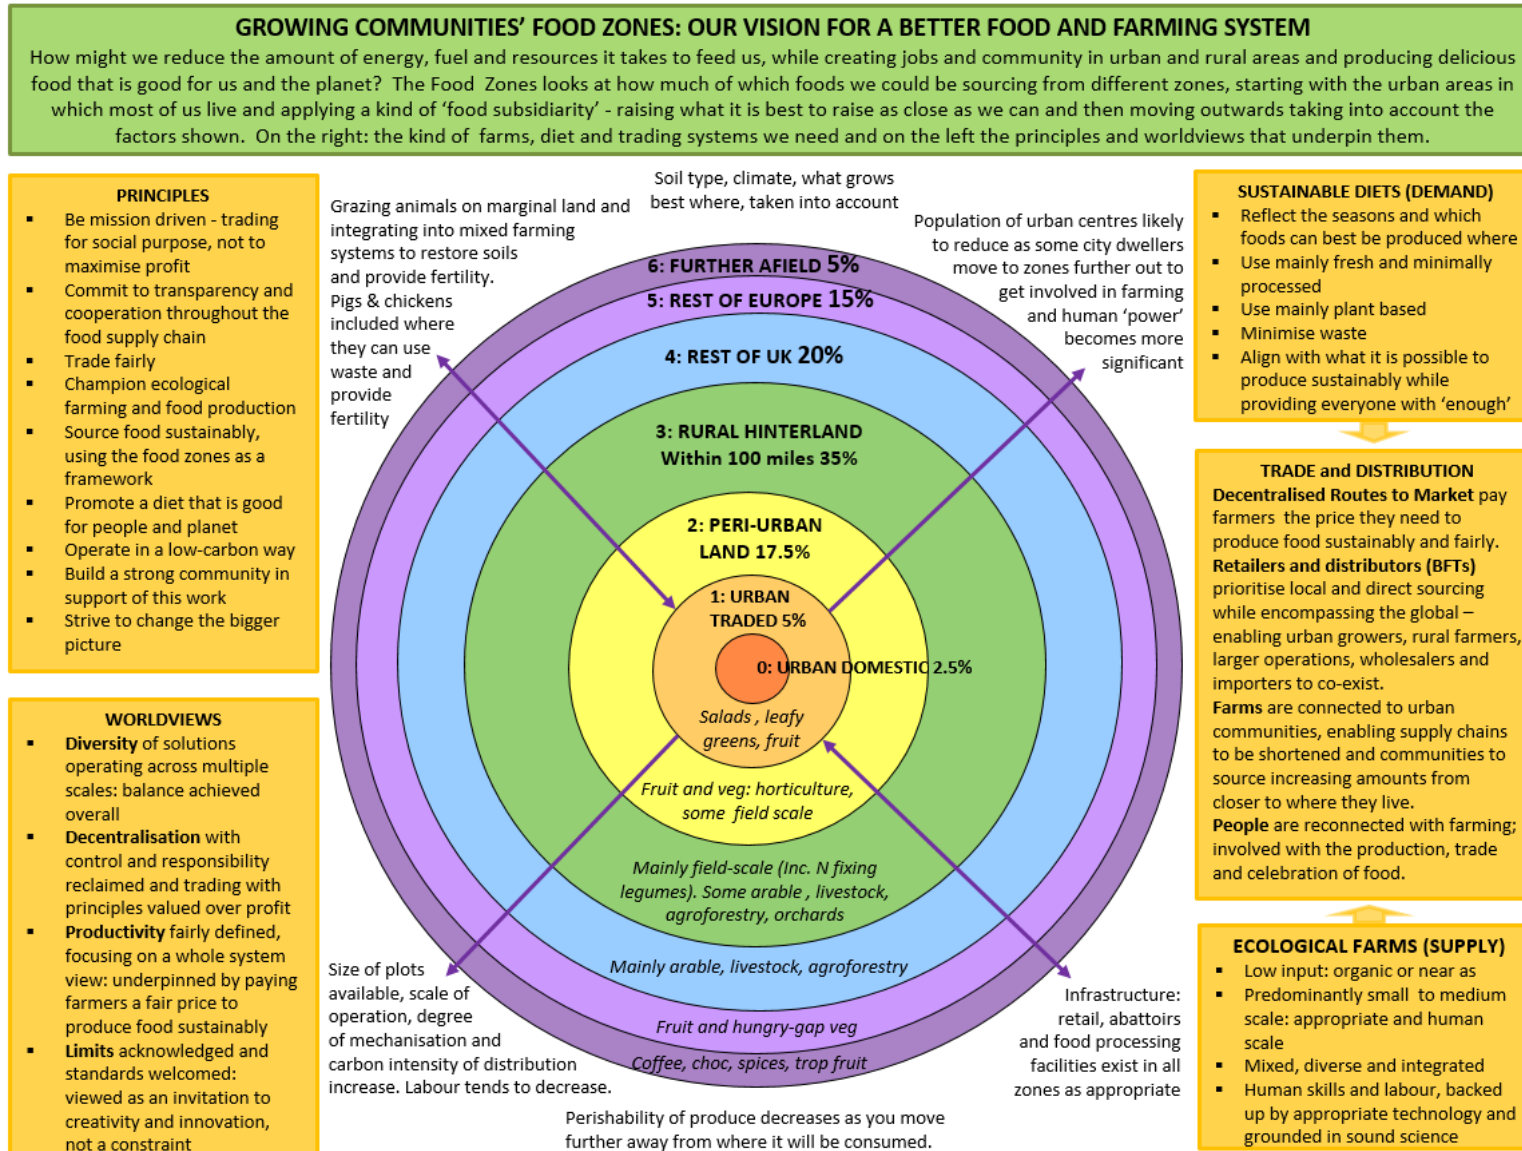 GROWING COMMUNITIES’ FOOD ZONES: OUR VISION FOR A BETTER FOOD AND FARMING SYSTEM
How might we reduce the amount of energy, fuel and resources it takes to feed us, while creating jobs and community in urban and rural areas and producing delicious
food that is good for us and the planet? The Food Zones looks at how much of which foods we could be sourcing from different zones, starting with the urban areas in
which most of us live and applying a kind of ‘food subsidiarity’ - raising what it is best to raise as close as we can and then moving outwards taking into account the
factors shown. On the right: the kind of farms, diet and trading systems we need and on the left the principles and worldviews that underpin them.
PRINCIPLES
▪ Be mission driven - trading
for social purpose, not to
maximise profit
▪ Commit to transparency and
cooperation throughout the
food supply chain
▪ Trade fairly
▪ Champion ecological
farming and food production
▪ Source food sustainably,
using the food zones as a
framework
▪ Promote a diet that is good
for people and planet
▪ Operate in a low-carbon way
▪ Build a strong community in
support of this work
▪ Strive to change the bigger
picture
WORLDVIEWS
▪ Diversity of solutions
operating across multiple
scales: balance achieved
overall
▪ Decentralisation with
control and responsibility
reclaimed and trading with
principles valued over profit
▪ Productivity fairly defined,
focusing on a whole system
view: underpinned by paying
farmers a fair price to
produce food sustainably
▪ Limits acknowledged and
standards welcomed:
viewed as an invitation to
creativity and innovation,
not a constraint
Grazing animals on marginal land and
integrating into mixed farming
systems to restore soils
and provide fertility.
Pigs & chickens
included where
they can use
waste and
provide
fertility
Soil type, climate, what grows
best where, taken into account
Population of urban centres likely
to reduce as some city dwellers
move to zones further out to
get involved in farming
and human ‘power’
becomes more
significant
6: FURTHER AFIELD 5%
5: REST OF EUROPE 15%
4: REST OF UK 20%
3: RURAL HINTERLAND
Within 100 miles 35%
2: PERI-URBAN
LAND 17.5%
1: URBAN
TRADED 5%
0: URBAN DOMESTIC 2.5%
Salads , leafy
greens, fruit
Fruit and veg: horticulture,
some field scale
Mainly field-scale (Inc. N fixing
legumes). Some arable , livestock,
agroforestry, orchards
Mainly arable, livestock, agroforestry
Fruit and hungry-gap veg
Coffee, choc, spices, trop fruit
Size of plots
available, scale of
operation, degree
of mechanisation and
carbon intensity of distribution
increase. Labour tends to decrease.
Perishability of produce decreases as you move
further away from where it will be consumed.
Infrastructure:
retail, abattoirs
and food processing
facilities exist in all
zones as appropriate
SUSTAINABLE DIETS (DEMAND)
▪ Reflect the seasons and which
foods can best be produced where
▪ Use mainly fresh and minimally
processed
▪ Use mainly plant based
▪ Minimise waste
▪ Align with what it is possible to
produce sustainably while
providing everyone with ‘enough’
TRADE and DISTRIBUTION
Decentralised Routes to Market pay
farmers the price they need to
produce food sustainably and fairly.
Retailers and distributors (BFTs)
prioritise local and direct sourcing
while encompassing the global –
enabling urban growers, rural farmers,
larger operations, wholesalers and
importers to co-exist.
Farms are connected to urban
communities, enabling supply chains
to be shortened and communities to
source increasing amounts from
closer to where they live.
People are reconnected with farming;
involved with the production, trade
and celebration of food.
ECOLOGICAL FARMS (SUPPLY)
▪ Low input: organic or near as
▪ Predominantly small to medium
scale: appropriate and human
scale
▪ Mixed, diverse and integrated
▪ Human skills and labour, backed
up by appropriate technology and
grounded in sound science